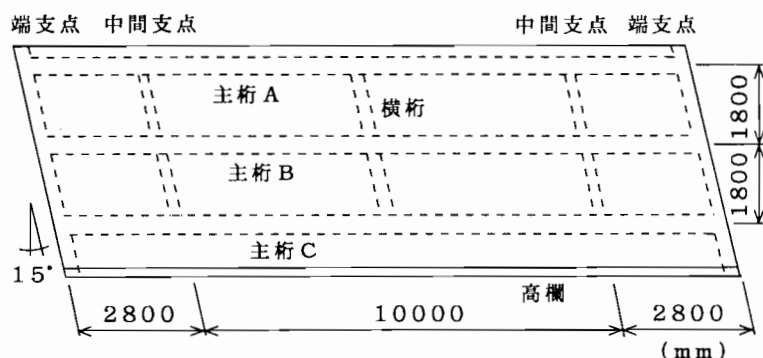 端支点 中間支点 中間支点 端支点
主桁A
横桁
1800
主桁B
1800
主桁C
15°
高欄
2800 10000 2800
(mm)